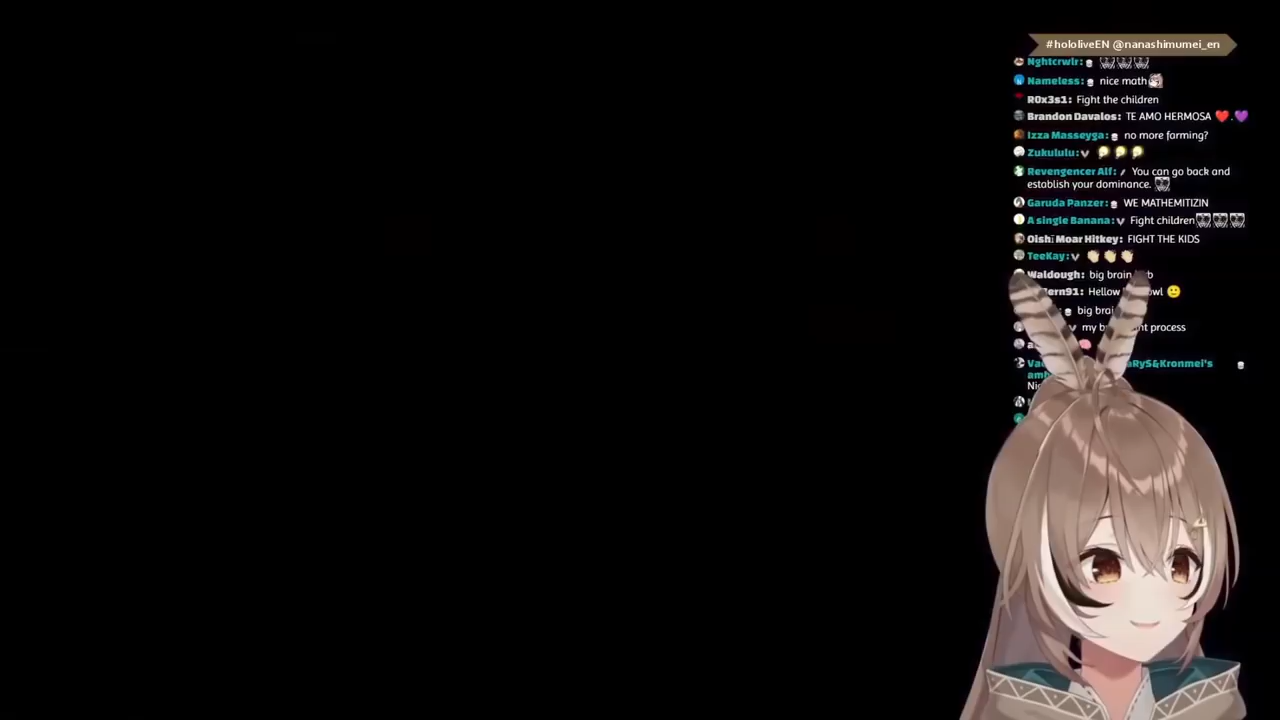 #hololiveEN @nanashimumei_en
Nghtcrwlr:
Nameless: nice math
R0x3s1: Fight the children
Brandon Davalos: TE AMO HERMOSA
Izza Masseyga: no more farming?
Zukululu:
Revengencer Alf: You can go back and
establish your dominance.
Garuda Panzer: WE MATHEMITIZIN
A single Banana: Fight children
Oishi Moar Hitkey: FIGHT THE KIDS
TeeKay:
Waldough: big brain
Hellow
big
my process